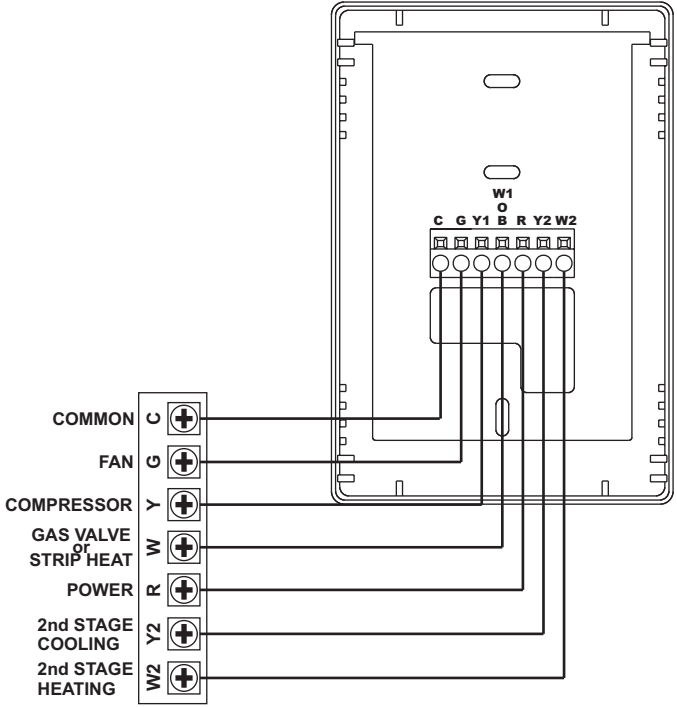 W1
O
C G Y1 B R Y2 W2
COMMON C
FAN G
COMPRESSOR Y
GAS VALVE
or
STRIP HEAT W
POWER R
2nd STAGE
COOLING Y2
2nd STAGE
HEATING W2